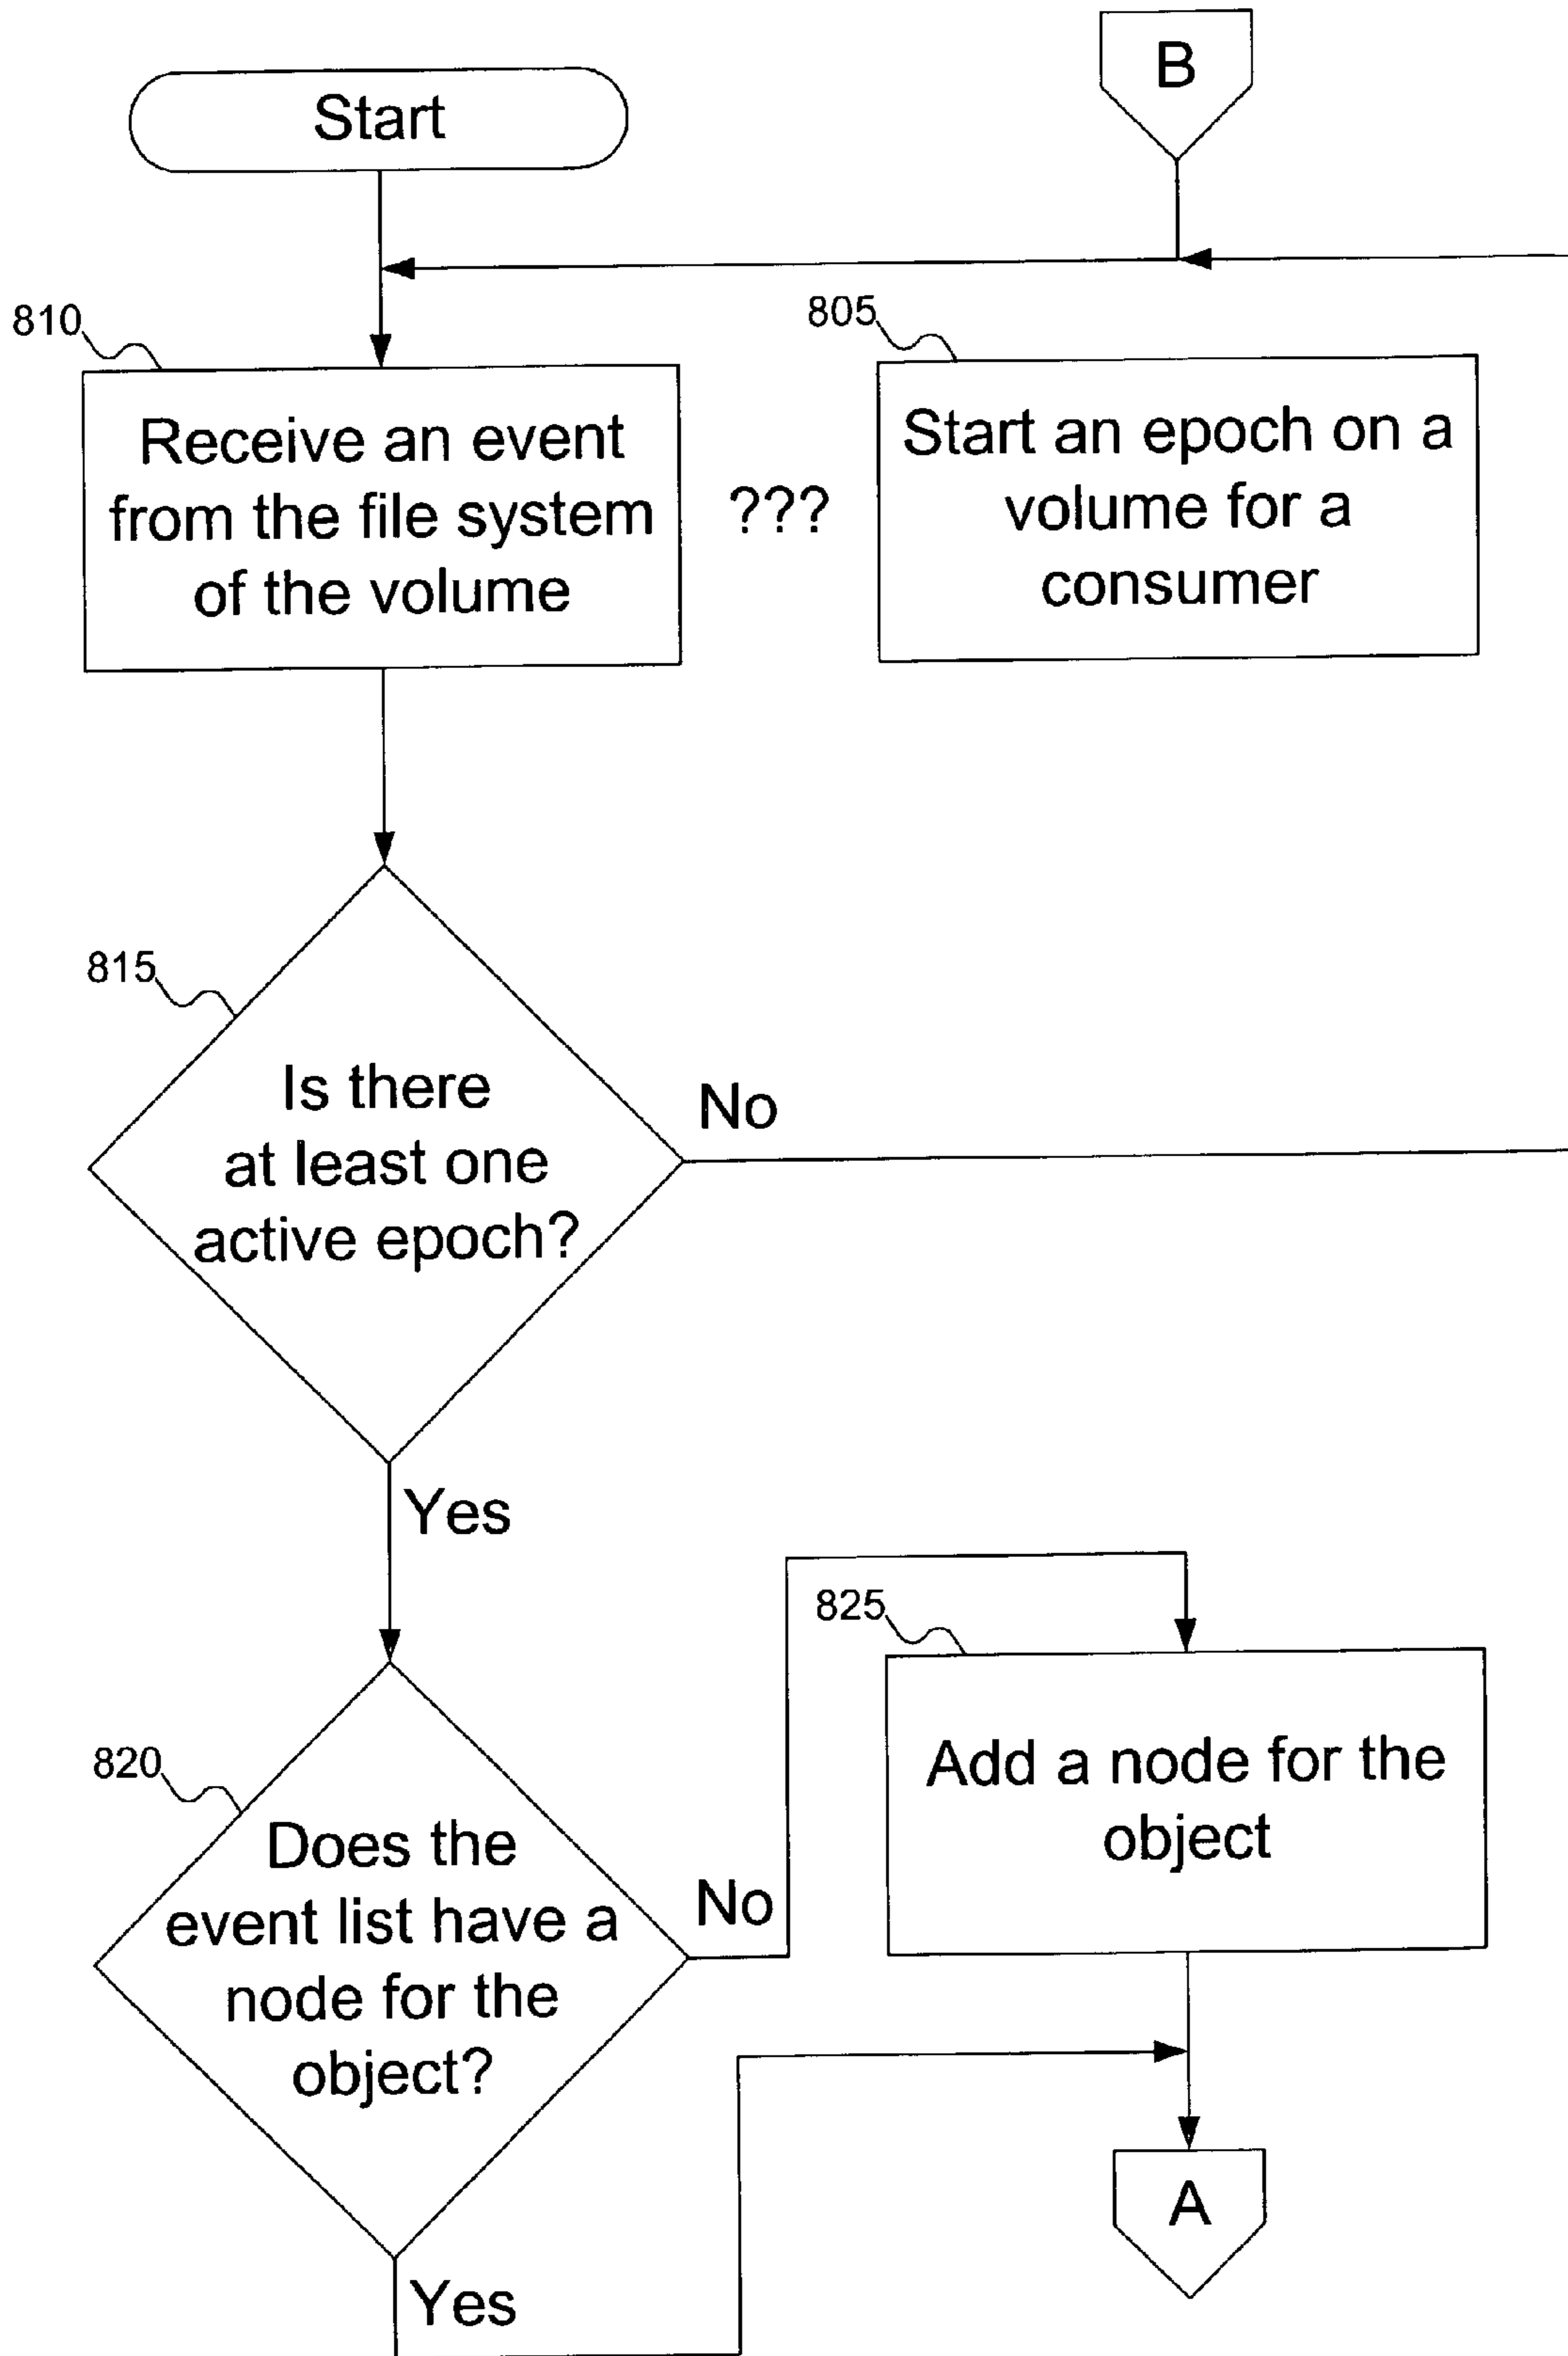 Start
B
810
Receive an event
from the file system
of the volume
???
805
Start an epoch on a
volume for a
consumer
815
Is there
at least one
active epoch?
No
Yes
820
Does the
event list have a
node for the
object?
No
825
Add a node for the
object
Yes
A